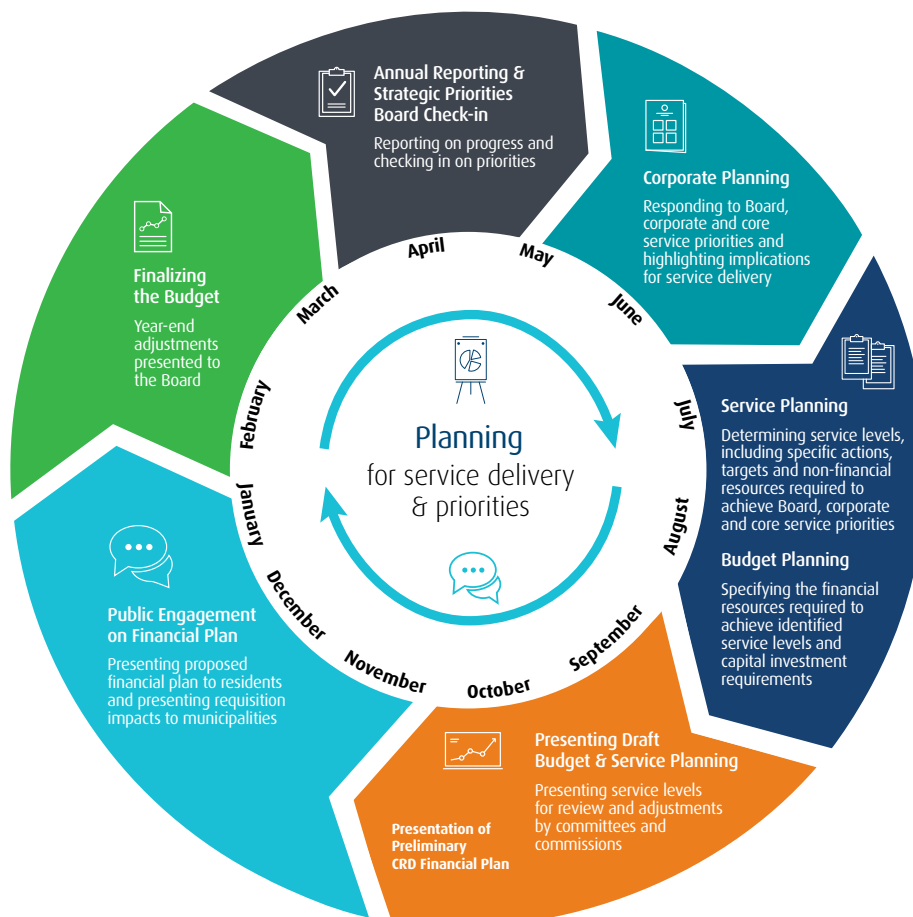 Annual Reporting &
Strategic Priorities
Board Check-in
Reporting on progress and
checking in on priorities
Corporate Planning
Responding to Board,
corporate and core
service priorities and
highlighting implications
for service delivery
Service Planning
Determining service levels,
including specific actions,
targets and non-financial
resources required to
achieve Board, corporate
and core service priorities
Budget Planning
Specifying the financial
resources required to
achieve identified
service levels and
capital investment
requirements
Presenting Draft
Budget & Service Planning
Presenting service levels
for review and adjustments
by committees and
commissions
Presentation of
Preliminary
CRD Financial Plan
Public Engagement
on Financial Plan
Presenting proposed
financial plan to residents
and presenting requisition
impacts to municipalities
Finalizing
the Budget
Year-end
adjustments
presented to
the Board
January
February
March
April
May
June
July
August
September
October
November
December
Planning
for service delivery
& priorities